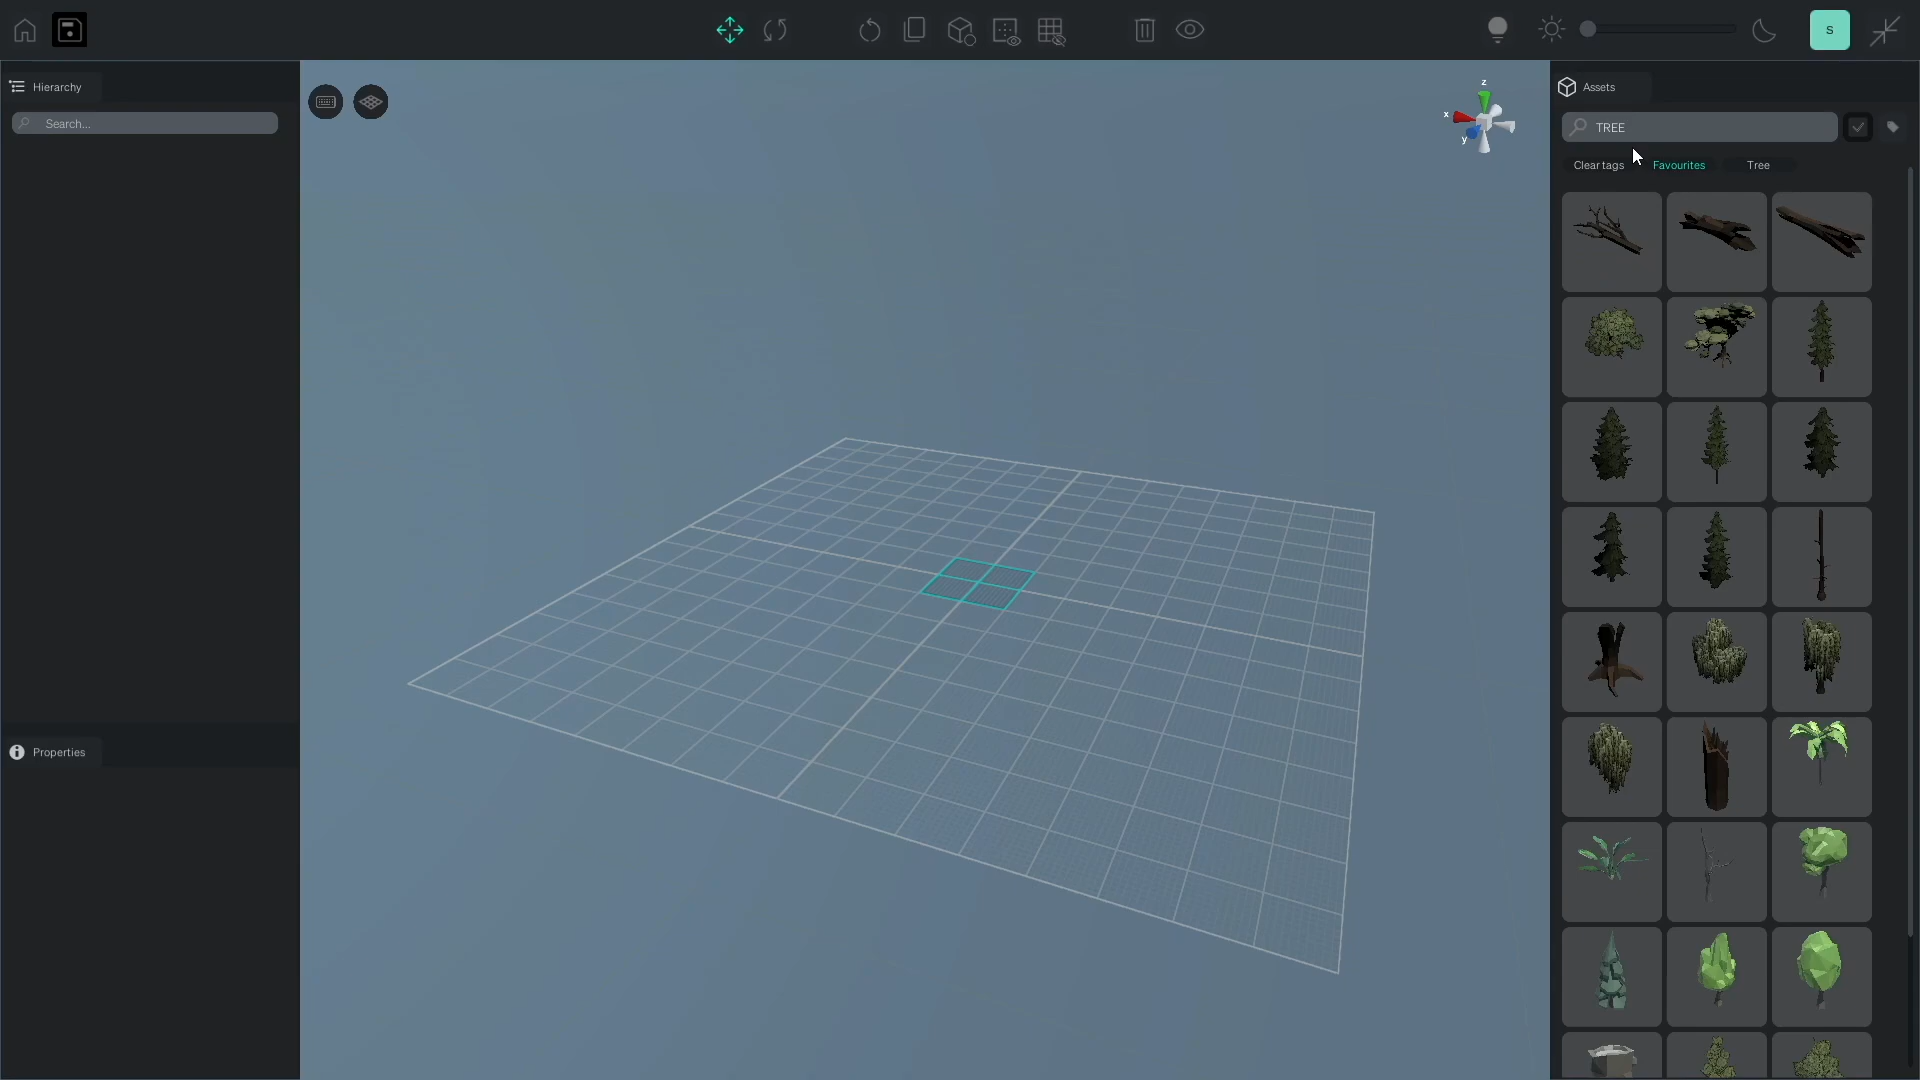 S
Hierarchy
Search...
Assets
TREE
Clear tags
Favourites
Tree
z
x
y
Properties